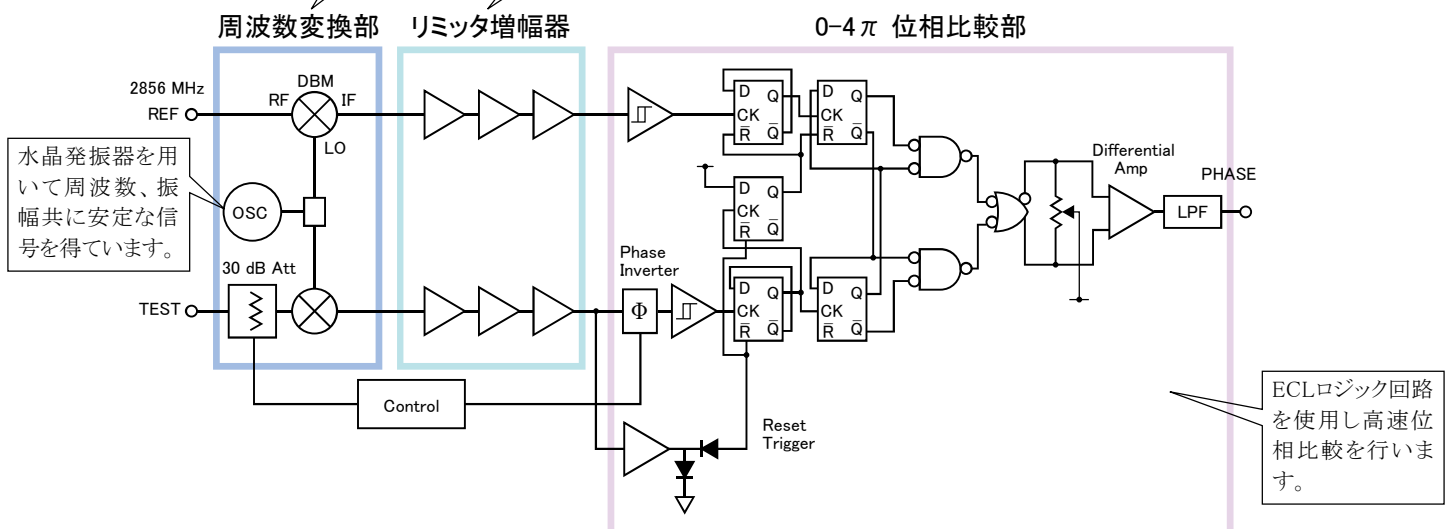 周波数変換部
リミッタ増幅器
0-4π 位相比較部
2856 MHz
REF
RF
DBM
IF
LO
水晶発振器を用
いて周波数、振
幅共に安定な信
号を得ています。
OSC
30 dB Att
TEST
Control
Phase
Inverter
Φ
Reset
Trigger
D Q
CK
R̅ Q̅
D Q
CK
R̅ Q̅
D Q
CK
R̅ Q̅
D Q
CK
R̅ Q̅
D Q
CK
R̅ Q̅
Differential
Amp
PHASE
LPF
ECLロジック回路
を使用し高速位
相比較を行いま
す。